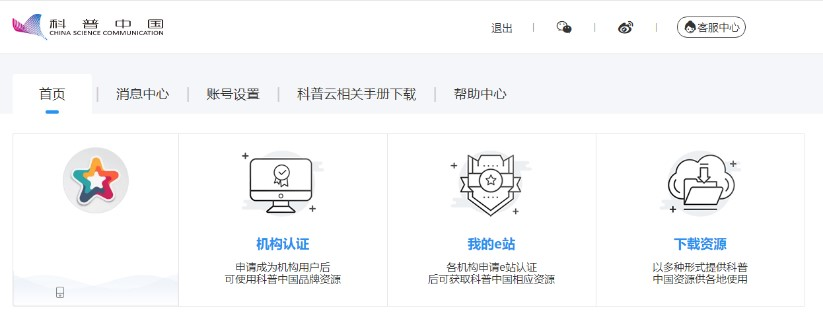 科普中国
CHINA SCIENCE COMMUNICATION
退出
客服中心
首页
消息中心
账号设置
科普云相关手册下载
帮助中心
机构认证
申请成为机构用户后
可使用科普中国品牌资源
我的e站
各机构申请e站认证
后可获取科普中国相应资源
下载资源
以多种形式提供科普
中国资源供各地使用